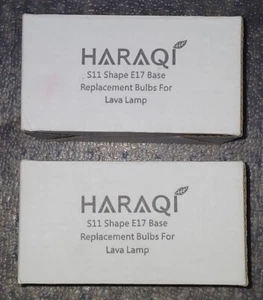 HARAQI
S11 Shape E17 Base
Replacement Bulbs For
Lava Lamp
HARAQI
S11 Shape E17 Base
Replacement Bulbs For
Lava Lamp